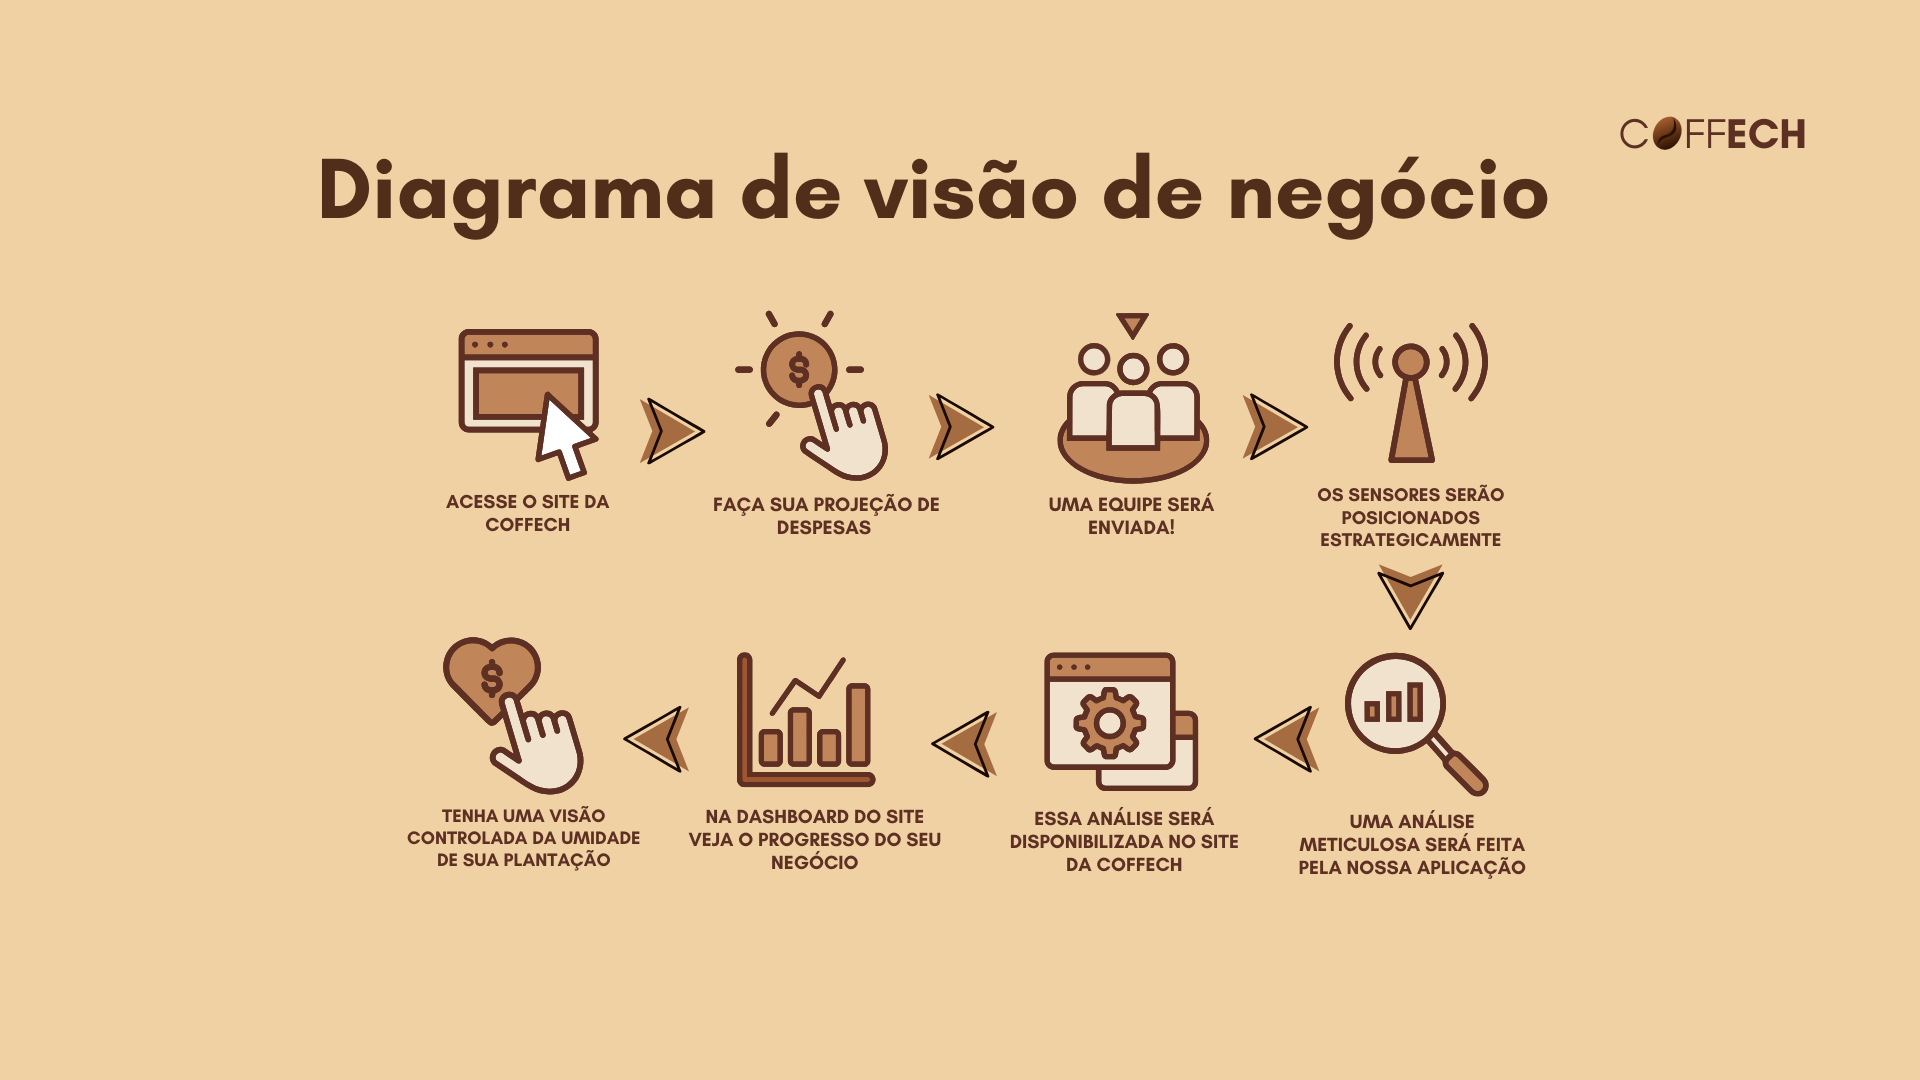 COFFECH
Diagrama de visão de negócio
$
ACESSE O SITE DA
COFFECH
FAÇA SUA PROJEÇÃO DE
DESPESAS
UMA EQUIPE SERÁ
ENVIADA!
OS SENSORES SERÃO
POSICIONADOS
ESTRATEGICAMENTE
UMA ANÁLISE
METICULOSA SERÁ FEITA
PELA NOSSA APLICAÇÃO
ESSA ANÁLISE SERÁ
DISPONIBILIZADA NO SITE
DA COFFECH
NA DASHBOARD DO SITE
VEJA O PROGRESSO DO SEU
NEGÓCIO
$
TENHA UMA VISÃO
CONTROLADA DA UMIDADE
DE SUA PLANTAÇÃO